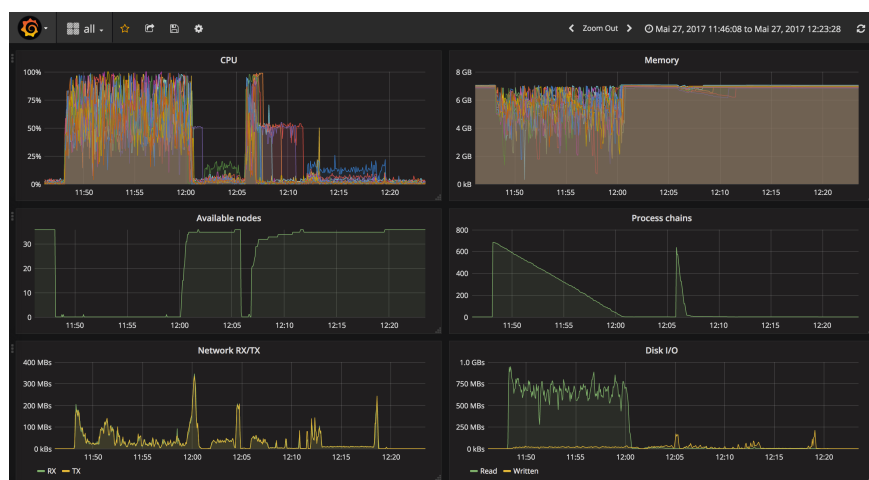 all
Zoom Out
Mai 27, 2017 11:46:08 to Mai 27, 2017 12:23:28
CPU
100%
75%
50%
25%
0%
11:50 11:55 12:00 12:05 12:10 12:15 12:20
Memory
8 GB
6 GB
4 GB
2 GB
0 kB
11:50 11:55 12:00 12:05 12:10 12:15 12:20
Available nodes
30
20
10
0
11:50 11:55 12:00 12:05 12:10 12:15 12:20
Process chains
800
600
400
200
0
11:50 11:55 12:00 12:05 12:10 12:15 12:20
Network RX/TX
400 MBs
300 MBs
200 MBs
100 MBs
0 kBs
11:50 11:55 12:00 12:05 12:10 12:15 12:20
RX TX
Disk I/O
1.0 GBs
750 MBs
500 MBs
250 MBs
0 kBs
11:50 11:55 12:00 12:05 12:10 12:15 12:20
Read Written